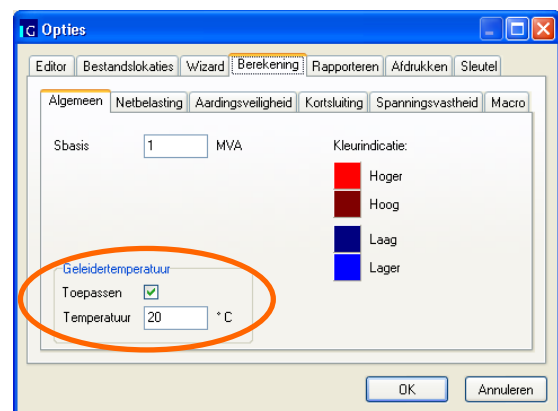 IG Opties
Editor Bestandslokaties Wizard Berekening Rapporteren Afdrukken Sleutel
Algemeen Netbelasting Aardingsveiligheid Kortsluiting Spanningsvastheid Macro
Sbasis 1 MVA Kleurindicatie:
Hoger
Hoog
Laag
Lager
Geleidertemperatuur
Toepassen
Temperatuur 20 °C
OK Annuleren